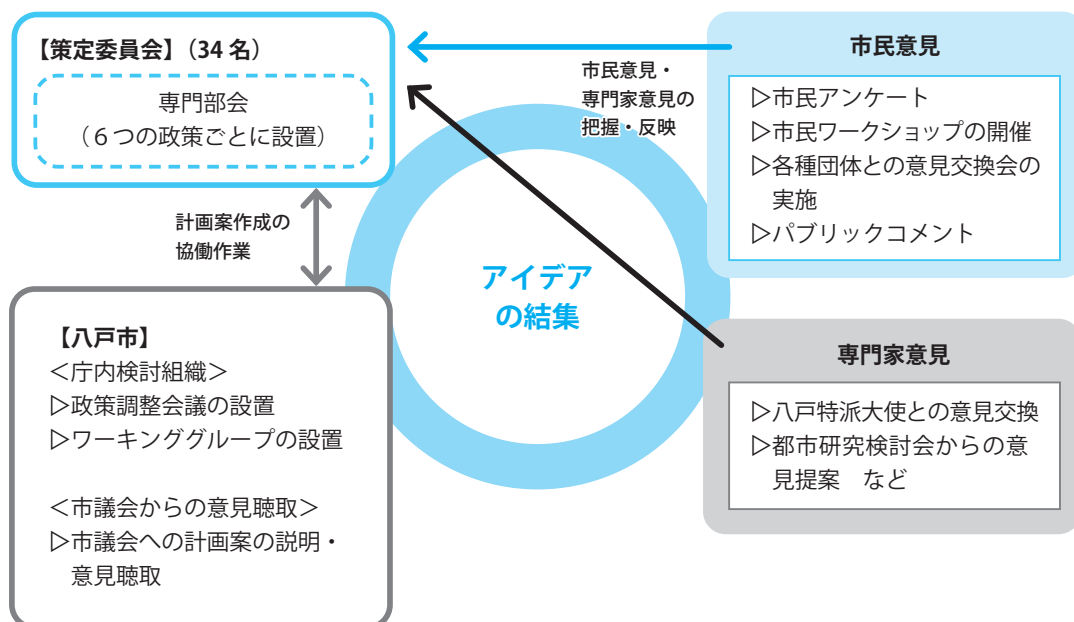 【策定委員会】（34 名）
専門部会
（６つの政策ごとに設置）
市民意見・
専門家意見の
把握・反映
市民意見
▷市民アンケート
▷市民ワークショップの開催
▷各種団体との意見交換会の
実施
▷パブリックコメント
計画案作成の
協働作業
アイデア
の結集
【八戸市】
＜庁内検討組織＞
▷政策調整会議の設置
▷ワーキンググループの設置
＜市議会からの意見聴取＞
▷市議会への計画案の説明・
意見聴取
専門家意見
▷八戸特派大使との意見交換
▷都市研究検討会からの意
見提案　など